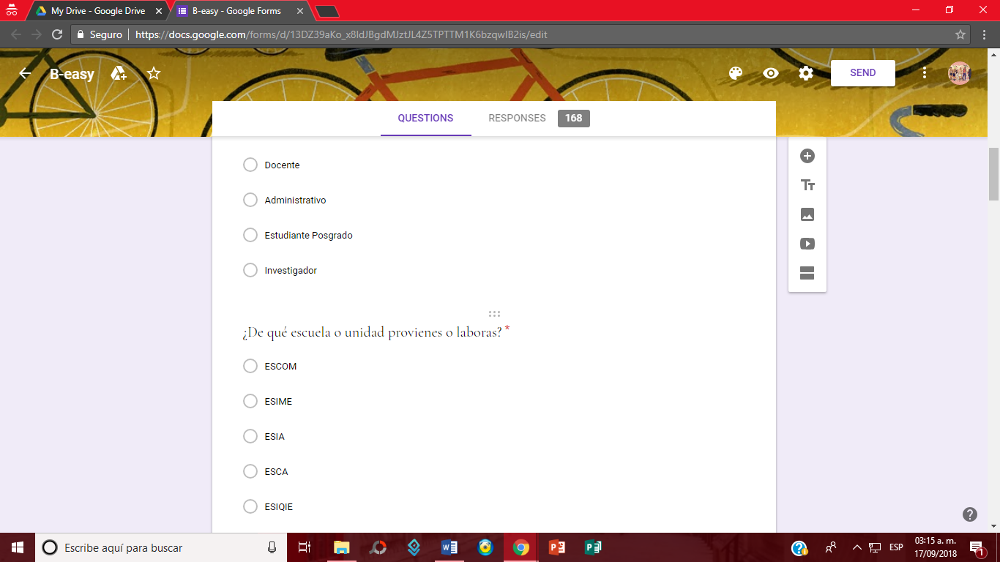 My Drive - Google Drive
B-easy - Google Forms
Seguro
https://docs.google.com/forms/d/13DZ39aKo_x8ldJBgdMJztJL4Z5TPTTM1K6bzqwlB2is/edit
B-easy
SEND
QUESTIONS
RESPONSES 168
Docente
Administrativo
Estudiante Posgrado
Investigador
¿De qué escuela o unidad provienes o laboras? *
ESCOM
ESIME
ESIA
ESCA
ESIQIE
Escribe aquí para buscar
ESP
03:15 a. m.
17/09/2018
1